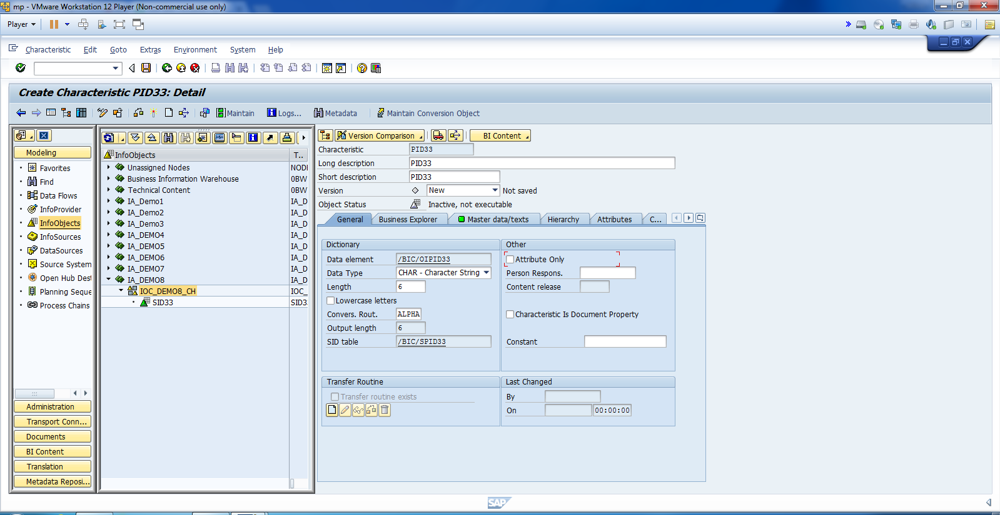 mp - VMware Workstation 12 Player (Non-commercial use only)
Player
Characteristic Edit Goto Extras Environment System Help
Create Characteristic PID33: Detail
Maintain Logs... Metadata Maintain Conversion Object
Modeling
Favorites
Find
Data Flows
InfoProvider
InfoObjects
InfoSources
DataSources
Source System
Open Hub Dest
Planning Seque
Process Chains
Administration
Transport Conn...
Documents
BI Content
Translation
Metadata Reposi...
InfoObjects T..
Unassigned Nodes NODI
Business Information Warehouse 0BW
Technical Content 0BW
IA_Demo1 IA_D
IA_Demo2 IA_D
IA_Demo3 IA_D
IA_DEMO4 IA_D
IA_DEMO5 IA_D
IA_DEMO6 IA_D
IA_DEMO7 IA_D
IA_DEMO8 IA_D
IOC_DEMO8_CH IOC_
SID33 SID3
Version Comparison BI Content
Characteristic PID33
Long description PID33
Short description PID33
Version New Not saved
Object Status Inactive, not executable
General Business Explorer Master data/texts Hierarchy Attributes C...
Dictionary
Data element /BIC/OIPID33
Data Type CHAR - Character String
Length 6
Lowercase letters
Convers. Rout. ALPHA
Output length 6
SID table /BIC/SPID33
Other
Attribute Only
Person Respons.
Content release
Characteristic Is Document Property
Constant
Transfer Routine
Transfer routine exists
Last Changed
By
On 00:00:00
SAP